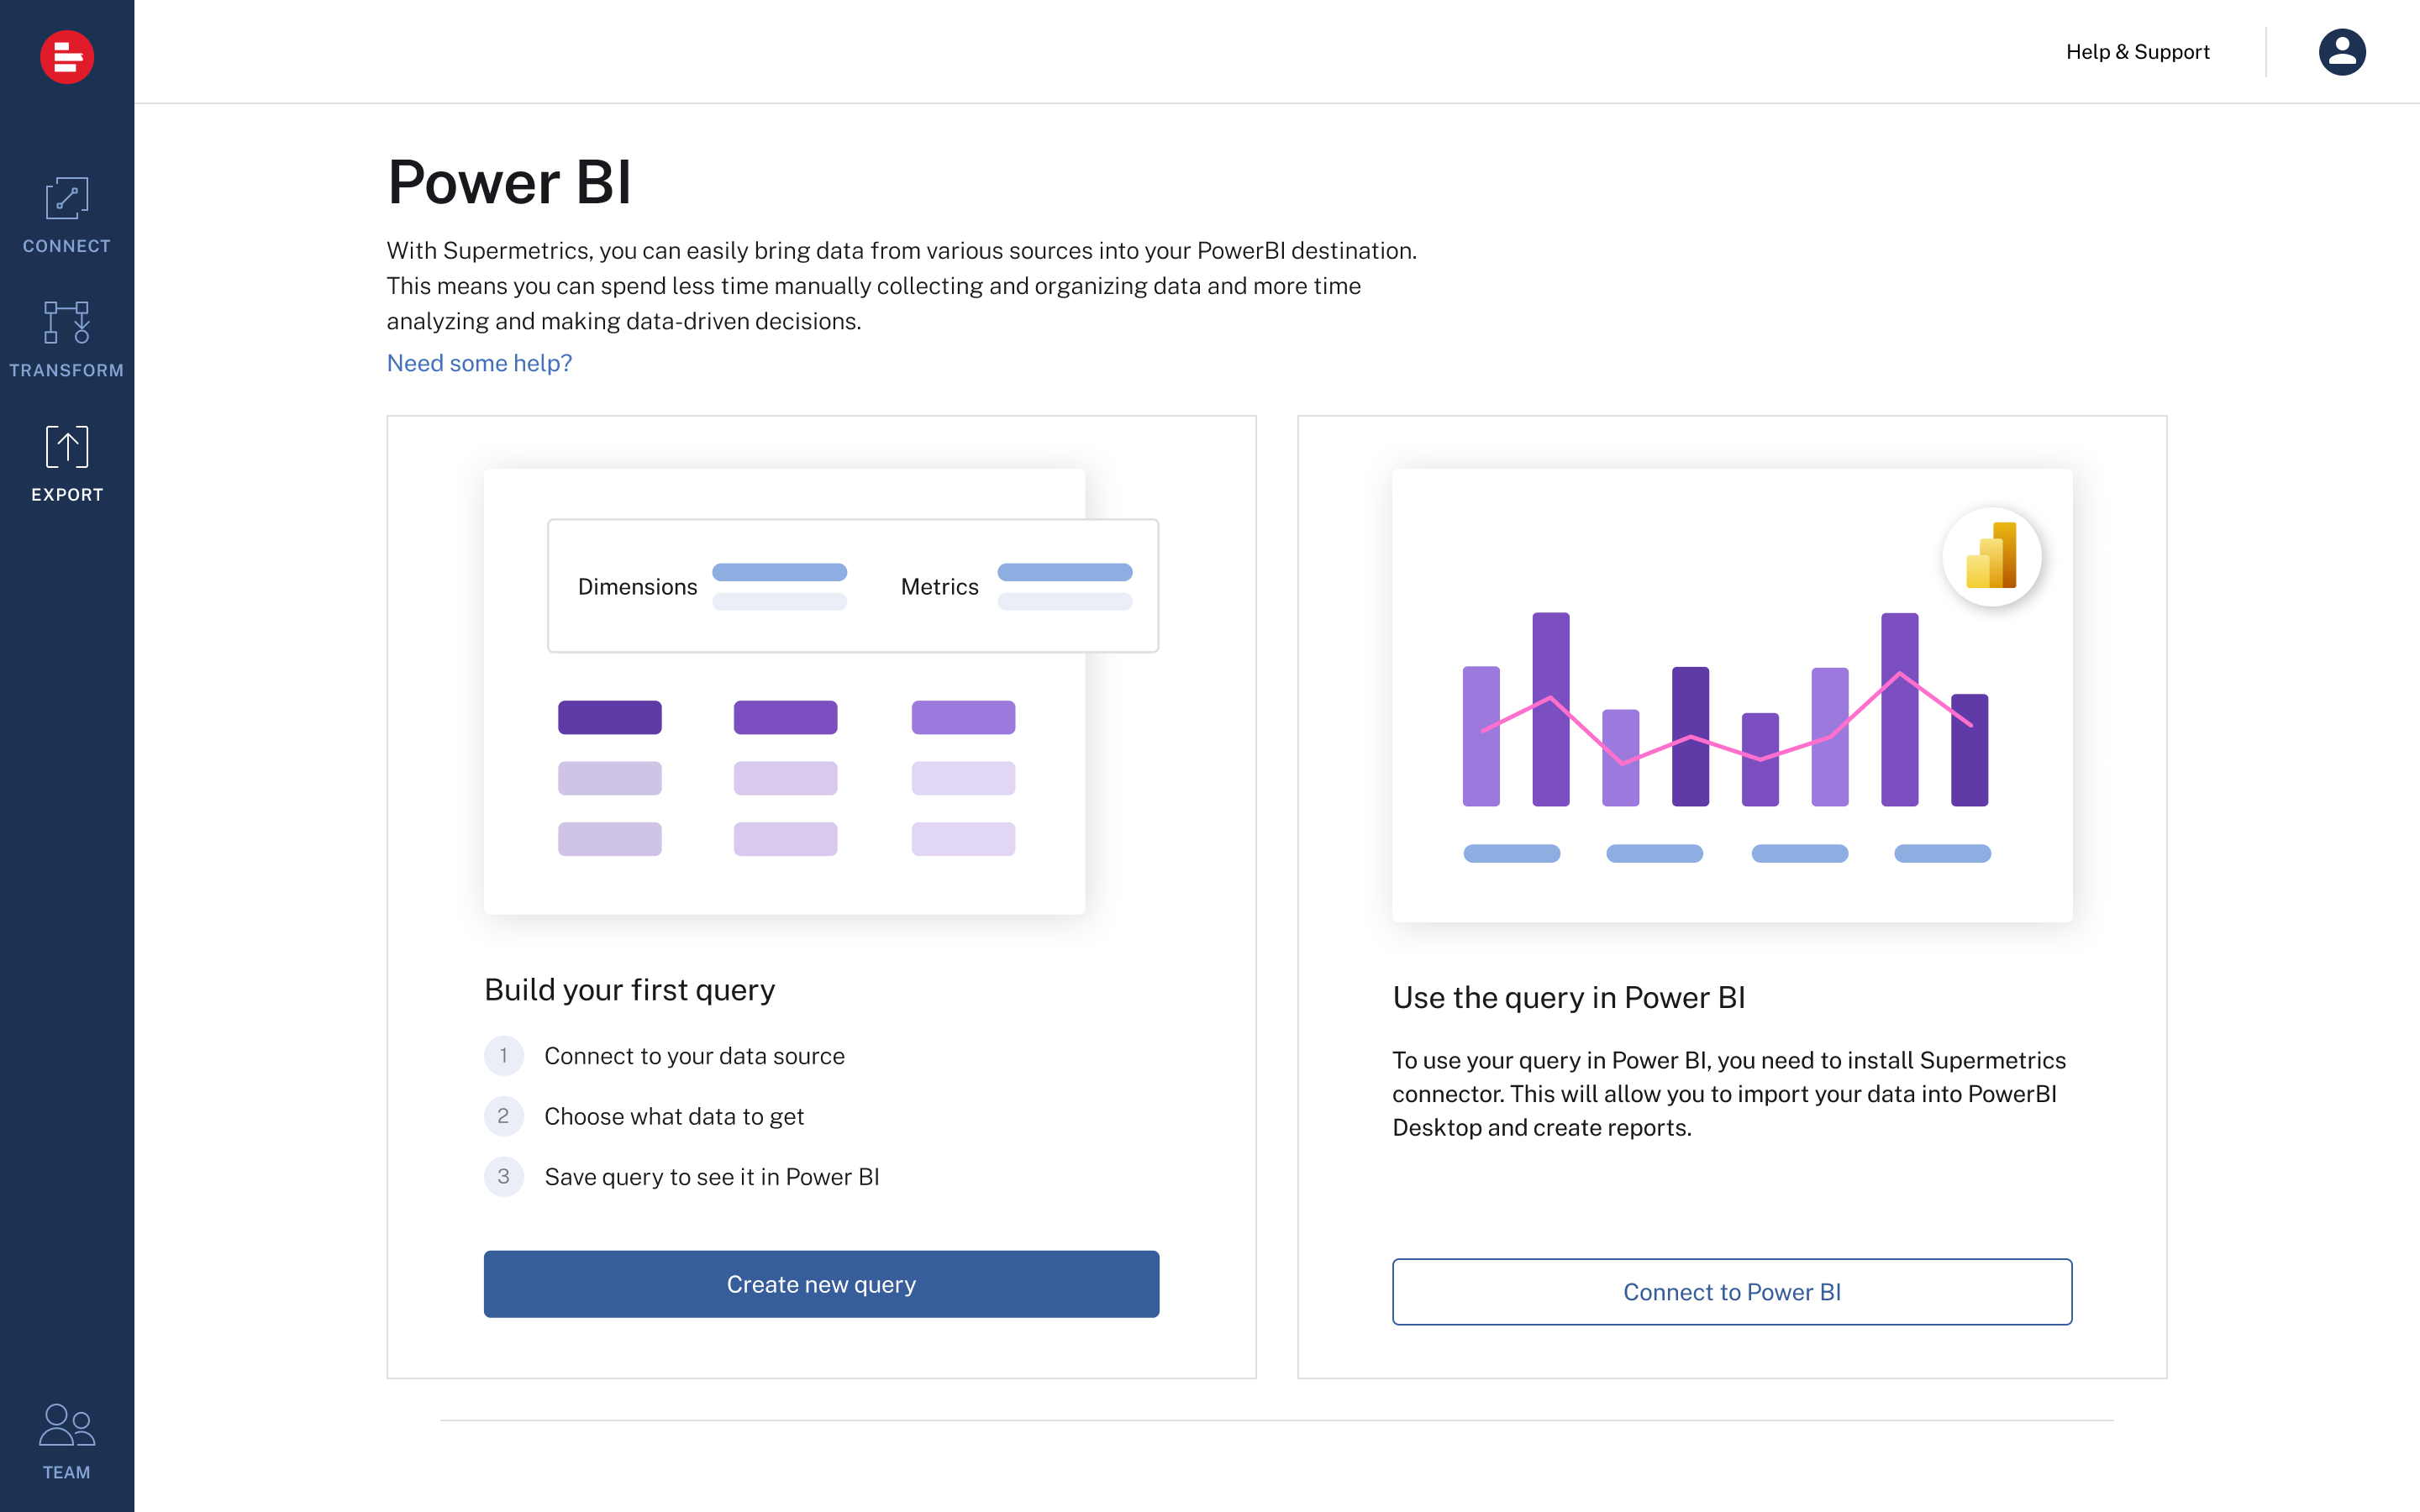 Help & Support
CONNECT
TRANSFORM
EXPORT
TEAM
Power BI
With Supermetrics, you can easily bring data from various sources into your PowerBI destination.
This means you can spend less time manually collecting and organizing data and more time
analyzing and making data-driven decisions.
Need some help?
Dimensions
Metrics
Build your first query
1 Connect to your data source
2 Choose what data to get
3 Save query to see it in Power BI
Create new query
Use the query in Power BI
To use your query in Power BI, you need to install Supermetrics
connector. This will allow you to import your data into PowerBI
Desktop and create reports.
Connect to Power BI